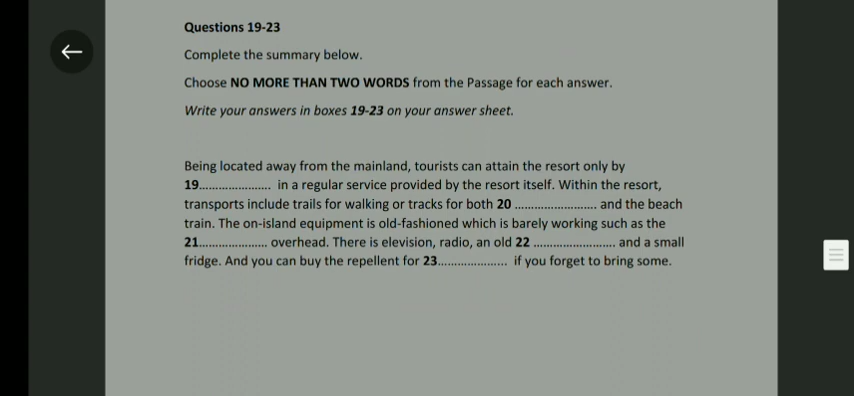 Questions 19-23
Complete the summary below.
Choose NO MORE THAN TWO WORDS from the Passage for each answer.
Write your answers in boxes 19-23 on your answer sheet.
Being located away from the mainland, tourists can attain the resort only by
19...................... in a regular service provided by the resort itself. Within the resort,
transports include trails for walking or tracks for both 20 ......................... and the beach
train. The on-island equipment is old-fashioned which is barely working such as the
21..................... overhead. There is elevision, radio, an old 22 ......................... and a small
fridge. And you can buy the repellent for 23..................... if you forget to bring some.